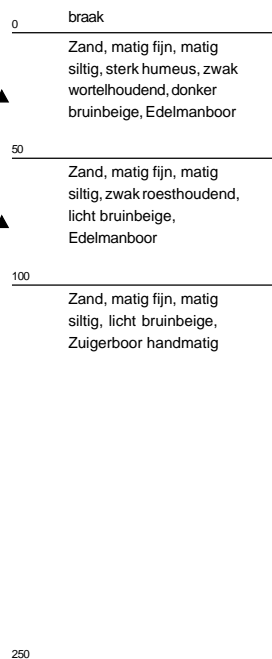 0 braak
Zand, matig fijn, matig
siltig, sterk humeus, zwak
wortelhoudend, donker
bruinbeige, Edelmanboor
50
Zand, matig fijn, matig
siltig, zwak roesthoudend,
licht bruinbeige,
Edelmanboor
100
Zand, matig fijn, matig
siltig, licht bruinbeige,
Zuigerboor handmatig
250